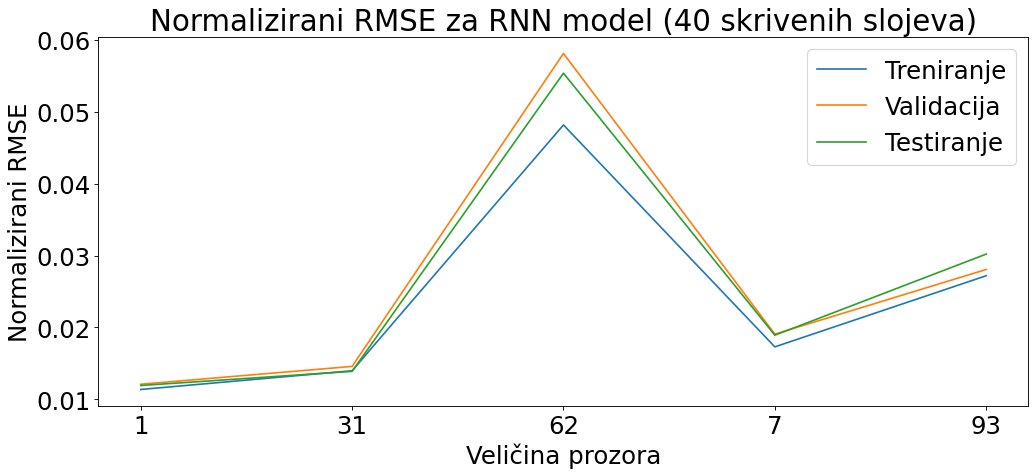 Normalizirani RMSE za RNN model (40 skrivenih slojeva)
Normalizirani RMSE
0.06
0.05
0.04
0.03
0.02
0.01
Treniranje
Validacija
Testiranje
1 31 62 7 93
Veličina prozora